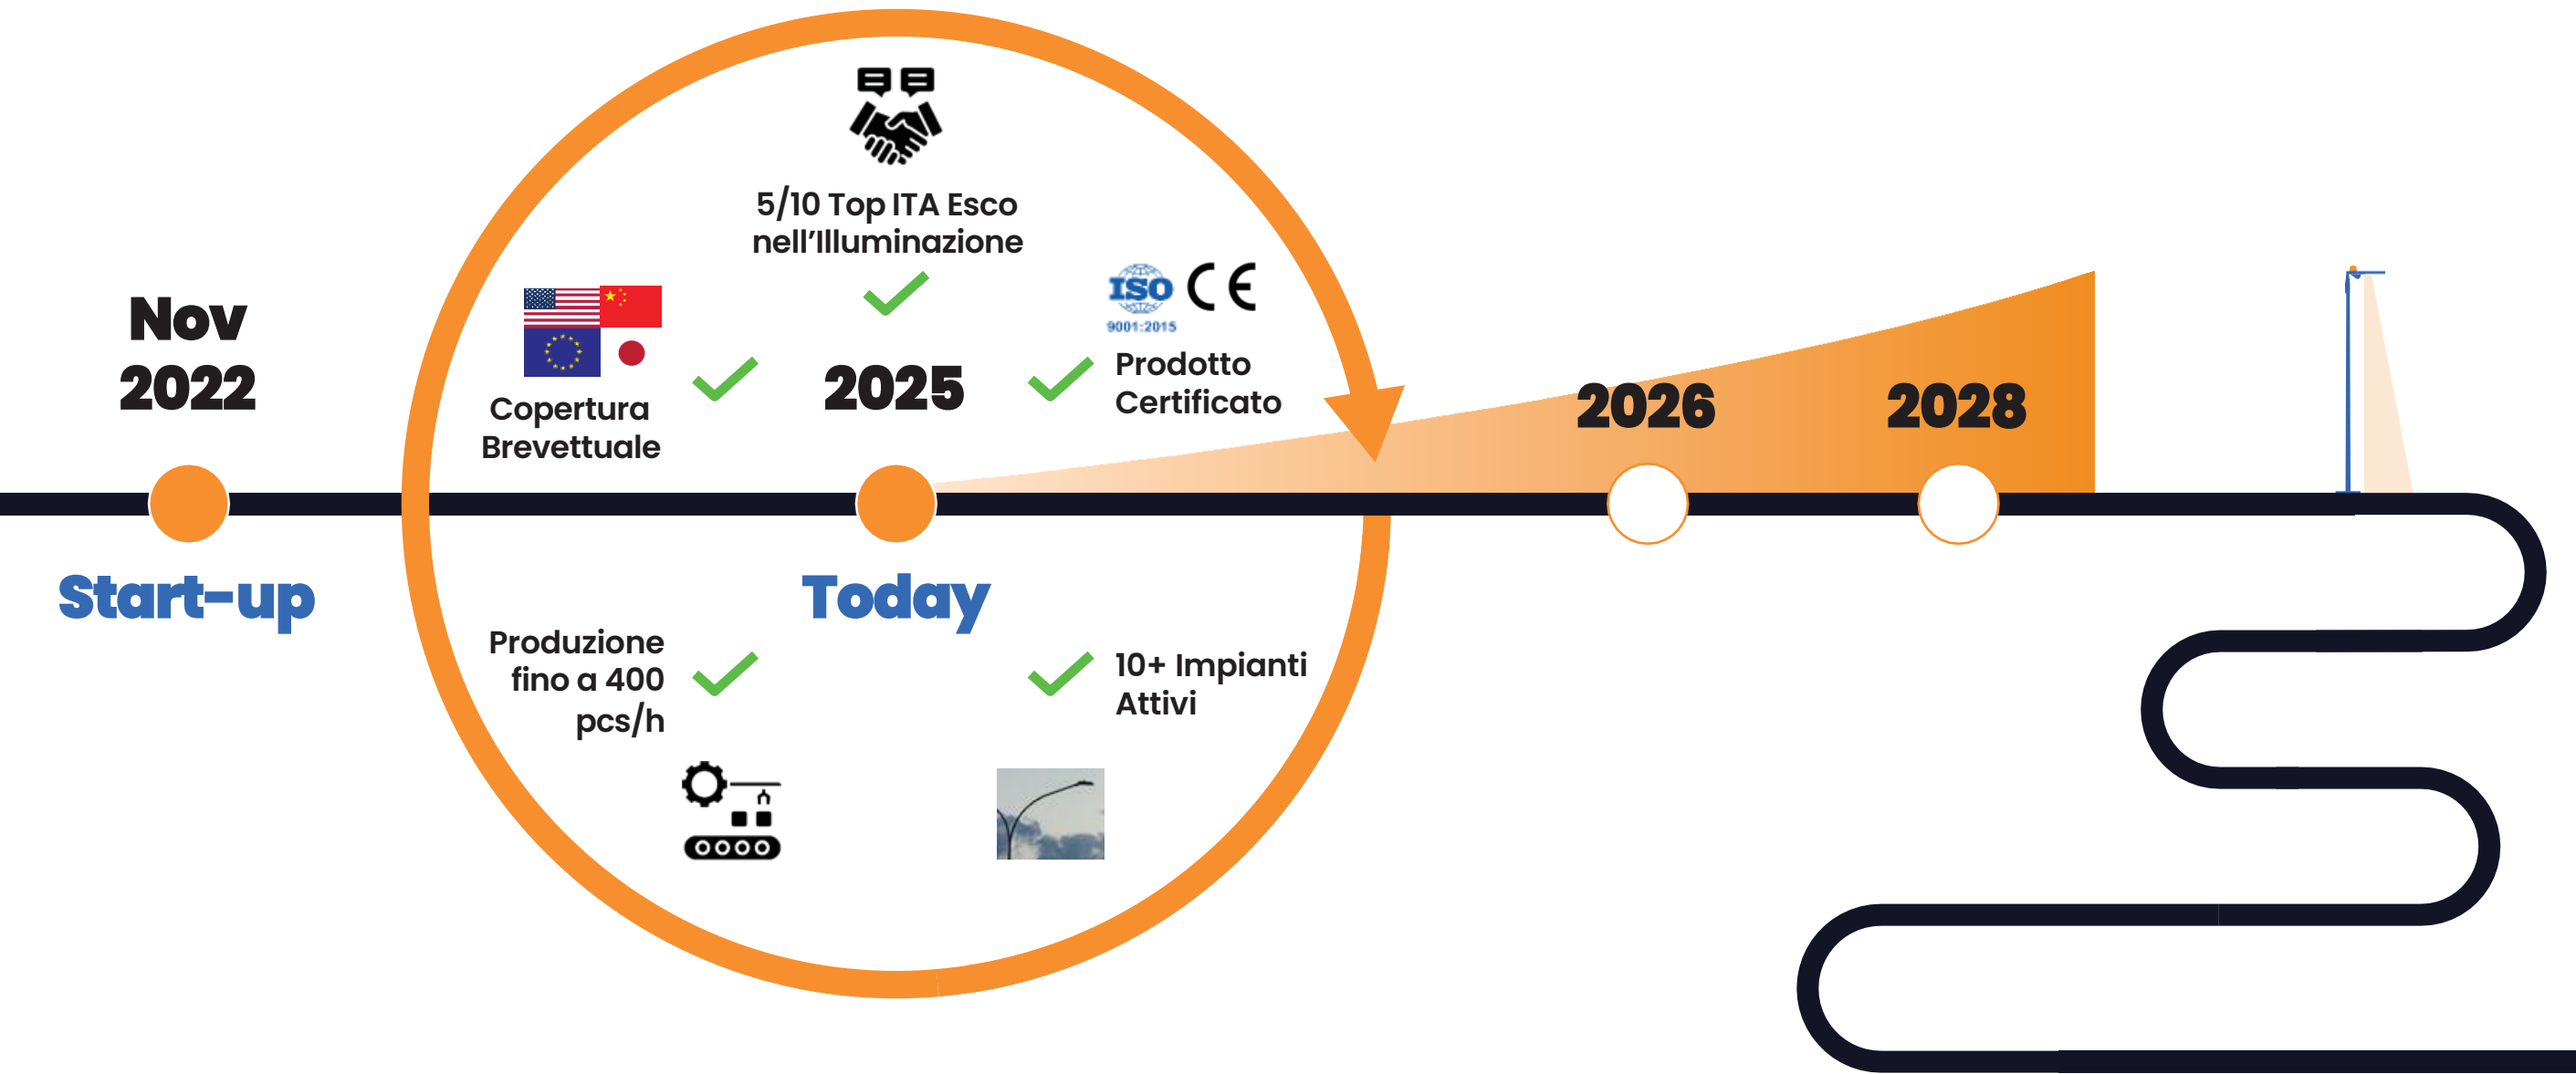 Nov
2022
Start-up
5/10 Top ITA Esco
nell'Illuminazione
Copertura
Brevettuale
2025
ISO
9001:2015
CE
Prodotto
Certificato
Today
Produzione
fino a 400
pcs/h
10+ Impianti
Attivi
2026
2028